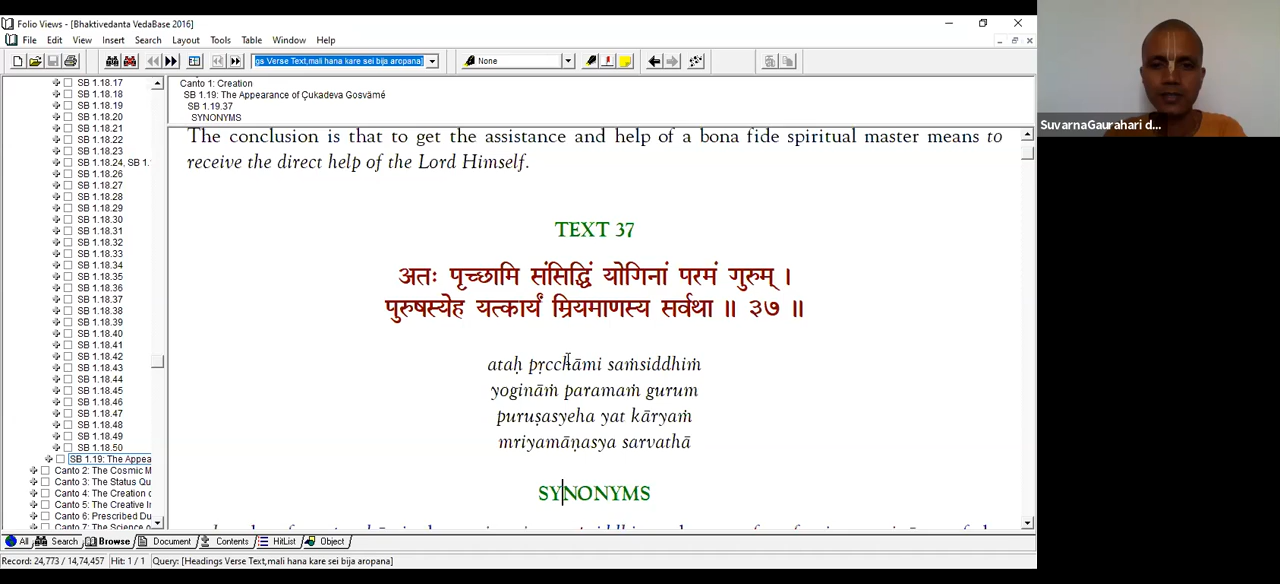 Folio Views - [Bhaktivedanta VedaBase 2016]
File Edit View Insert Search Layout Tools Table Window Help
gs Verse Text,mali hana kare sei bija aropana]
None
SuvarnaGaurahari d...
Canto 1: Creation
SB 1.19: The Appearance of Çukadeva Gosvämé
SB 1.19.37
SYNONYMS
SB 1.18.17
SB 1.18.18
SB 1.18.19
SB 1.18.20
SB 1.18.21
SB 1.18.22
SB 1.18.23
SB 1.18.24, SB 1.
SB 1.18.26
SB 1.18.27
SB 1.18.28
SB 1.18.29
SB 1.18.30
SB 1.18.31
SB 1.18.32
SB 1.18.33
SB 1.18.34
SB 1.18.35
SB 1.18.36
SB 1.18.37
SB 1.18.38
SB 1.18.39
SB 1.18.40
SB 1.18.41
SB 1.18.42
SB 1.18.43
SB 1.18.44
SB 1.18.45
SB 1.18.46
SB 1.18.47
SB 1.18.48
SB 1.18.49
SB 1.18.50
SB 1.19: The Appea
Canto 2: The Cosmic M
Canto 3: The Status Qu
Canto 4: The Creation o
Canto 5: The Creative In
Canto 6: Prescribed Du
Canto 7: The Science o
The conclusion is that to get the assistance and help of a bona fide spiritual master means to
receive the direct help of the Lord Himself.
TEXT 37
अतः पृच्छामि संसिद्धिं योगिनां परमं गुरुम् ।
पुरुषस्येह यत्कार्यं म्रियमाणस्य सर्वथा ॥ ३७ ॥
ataḥ pṛcchāmi saṁsiddhiṁ
yogināṁ paramaṁ gurum
puruṣasyeha yat kāryaṁ
mriyamāṇasya sarvathā
SYNONYMS
All Search Browse Document Contents HitList Object
Record: 24,773 / 14,74,457 Hit: 1 / 1 Query: [Headings Verse Text,mali hana kare sei bija aropana]